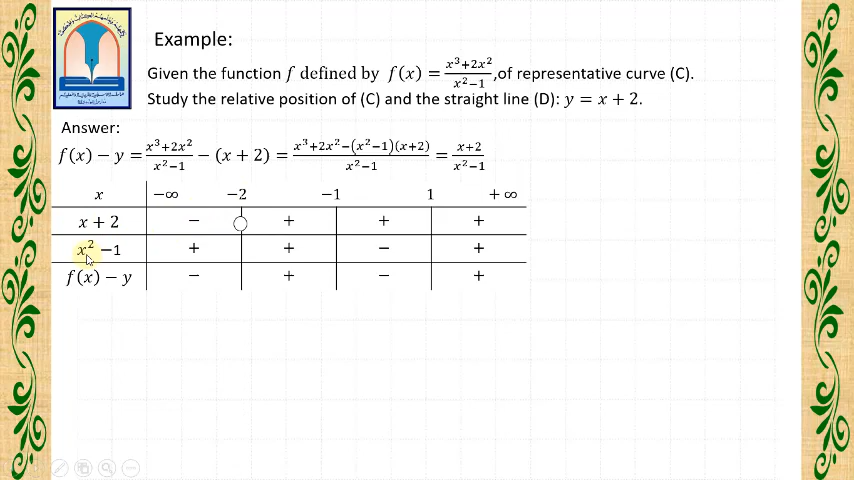 Example:
Given the function f defined by f(x) = (x³+2x²)/(x²−1) ,of representative curve (C).
Study the relative position of (C) and the straight line (D): y = x + 2.
Answer:
f(x) − y = (x³+2x²)/(x²−1) − (x + 2) = (x³+2x²−(x²−1)(x+2))/(x²−1) = (x+2)/(x²−1)
x −∞ −2 −1 1 +∞
x + 2 − + + +
x² −1 + + − +
f(x) − y − + − +